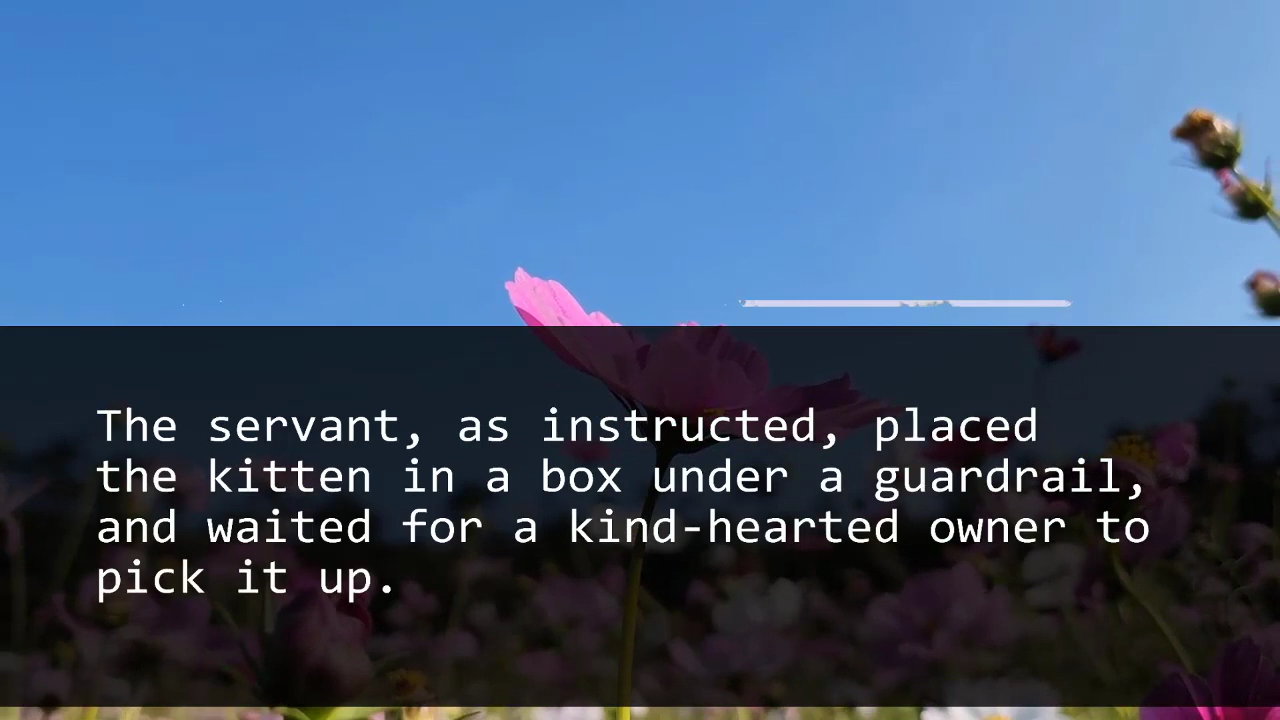 The servant, as instructed, placed
the kitten in a box under a guardrail,
and waited for a kind-hearted owner to
pick it up.